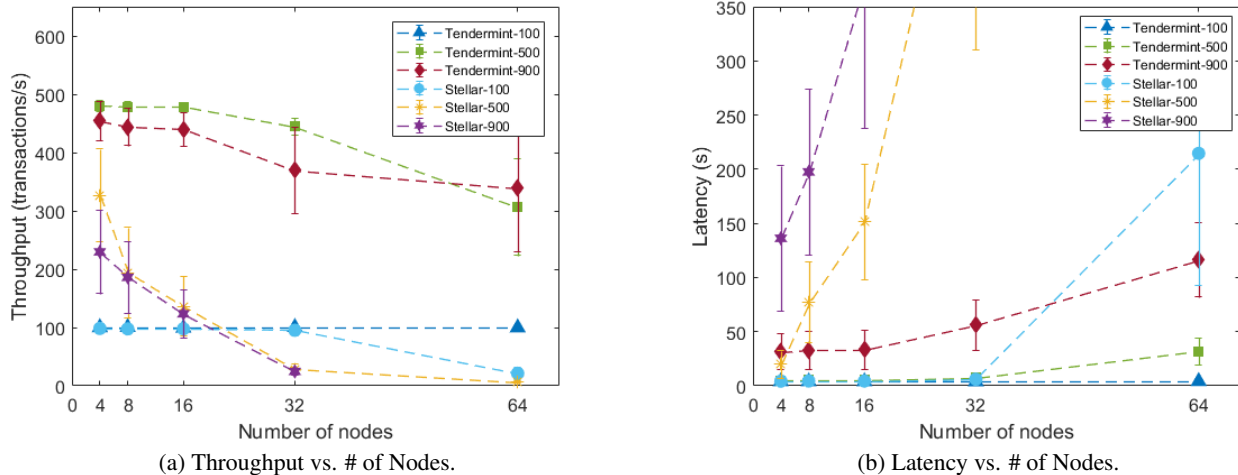 600
500
400
300
200
100
0
Throughput (transactions/s)
0 4 8 16 32 64
Number of nodes
Tendermint-100
Tendermint-500
Tendermint-900
Stellar-100
Stellar-500
Stellar-900
(a) Throughput vs. # of Nodes.
350
300
250
200
150
100
50
0
Latency (s)
0 4 8 16 32 64
Number of nodes
Tendermint-100
Tendermint-500
Tendermint-900
Stellar-100
Stellar-500
Stellar-900
(b) Latency vs. # of Nodes.